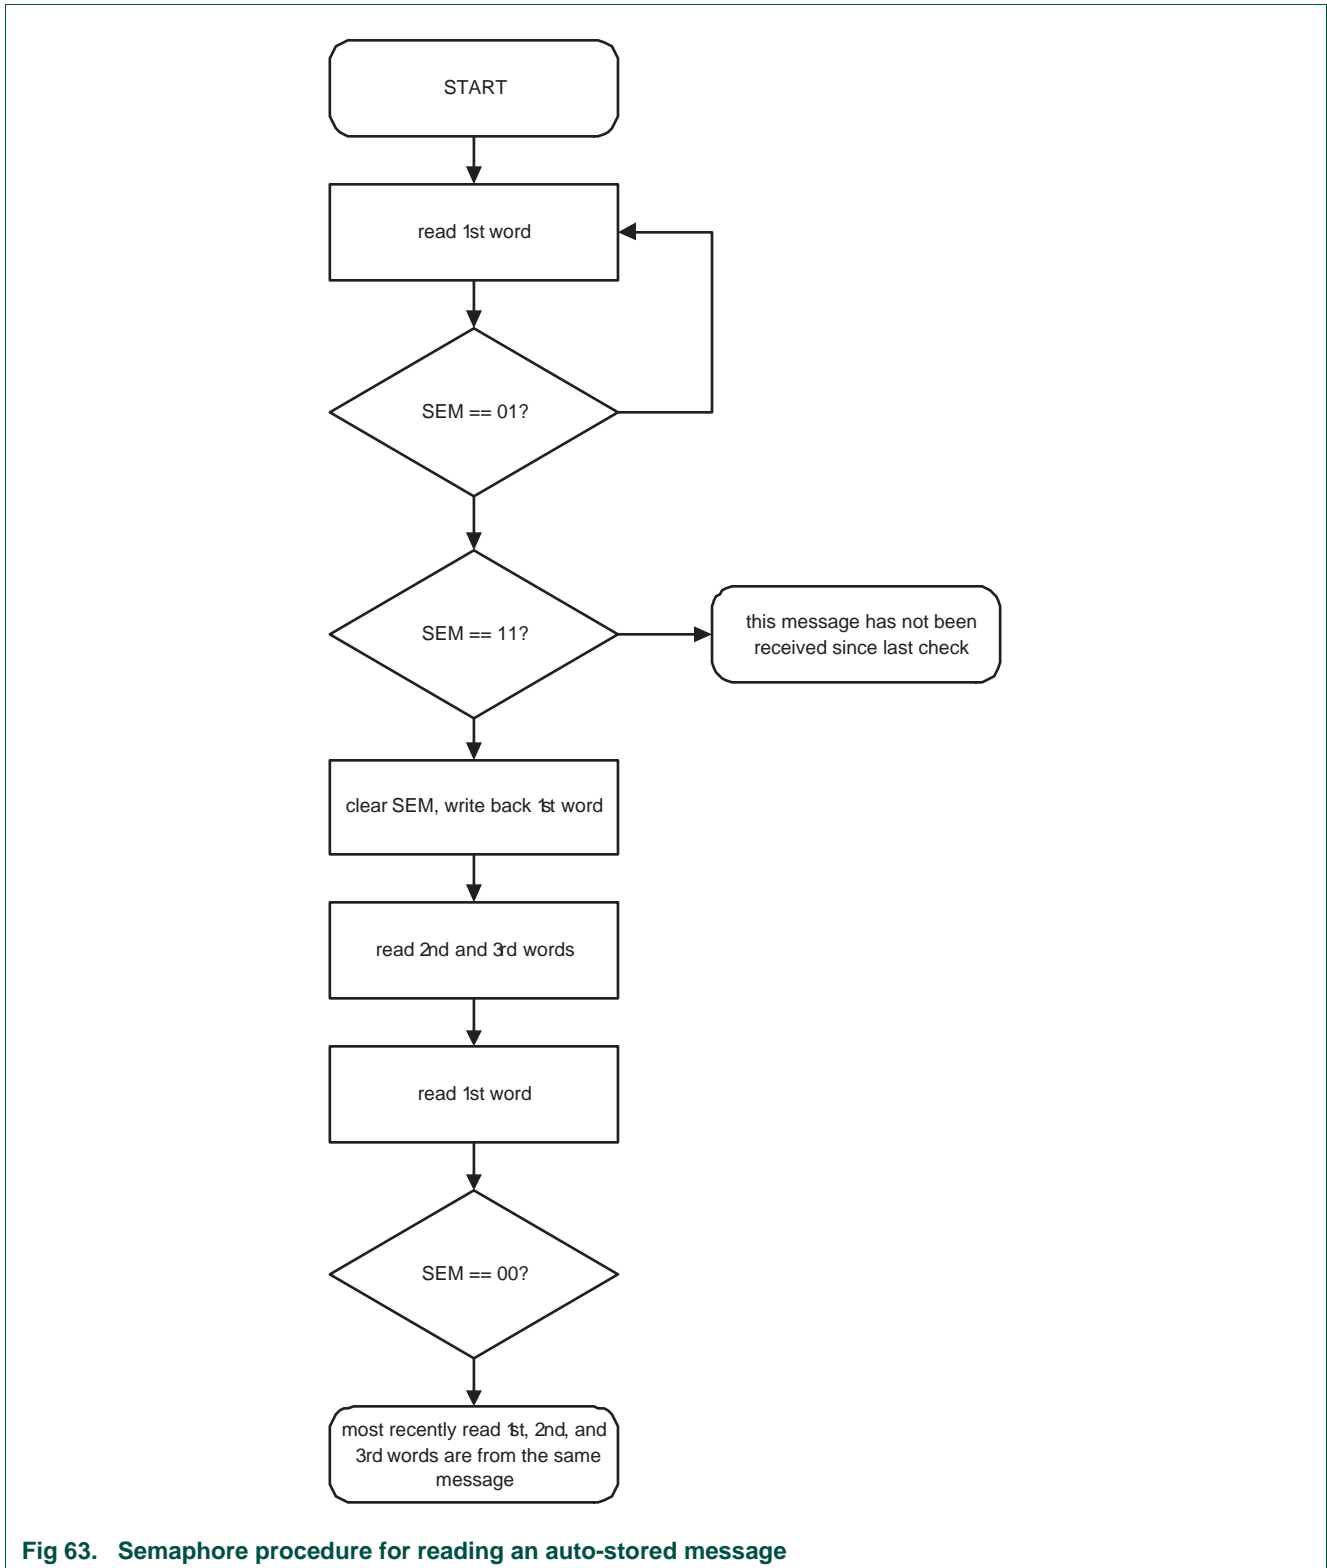 START
read 1st word
SEM == 01?
SEM == 11?
this message has not been
received since last check
clear SEM, write back 1st word
read 2nd and 3rd words
read 1st word
SEM == 00?
most recently read 1st, 2nd, and
3rd words are from the same
message
Fig 63. Semaphore procedure for reading an auto-stored message